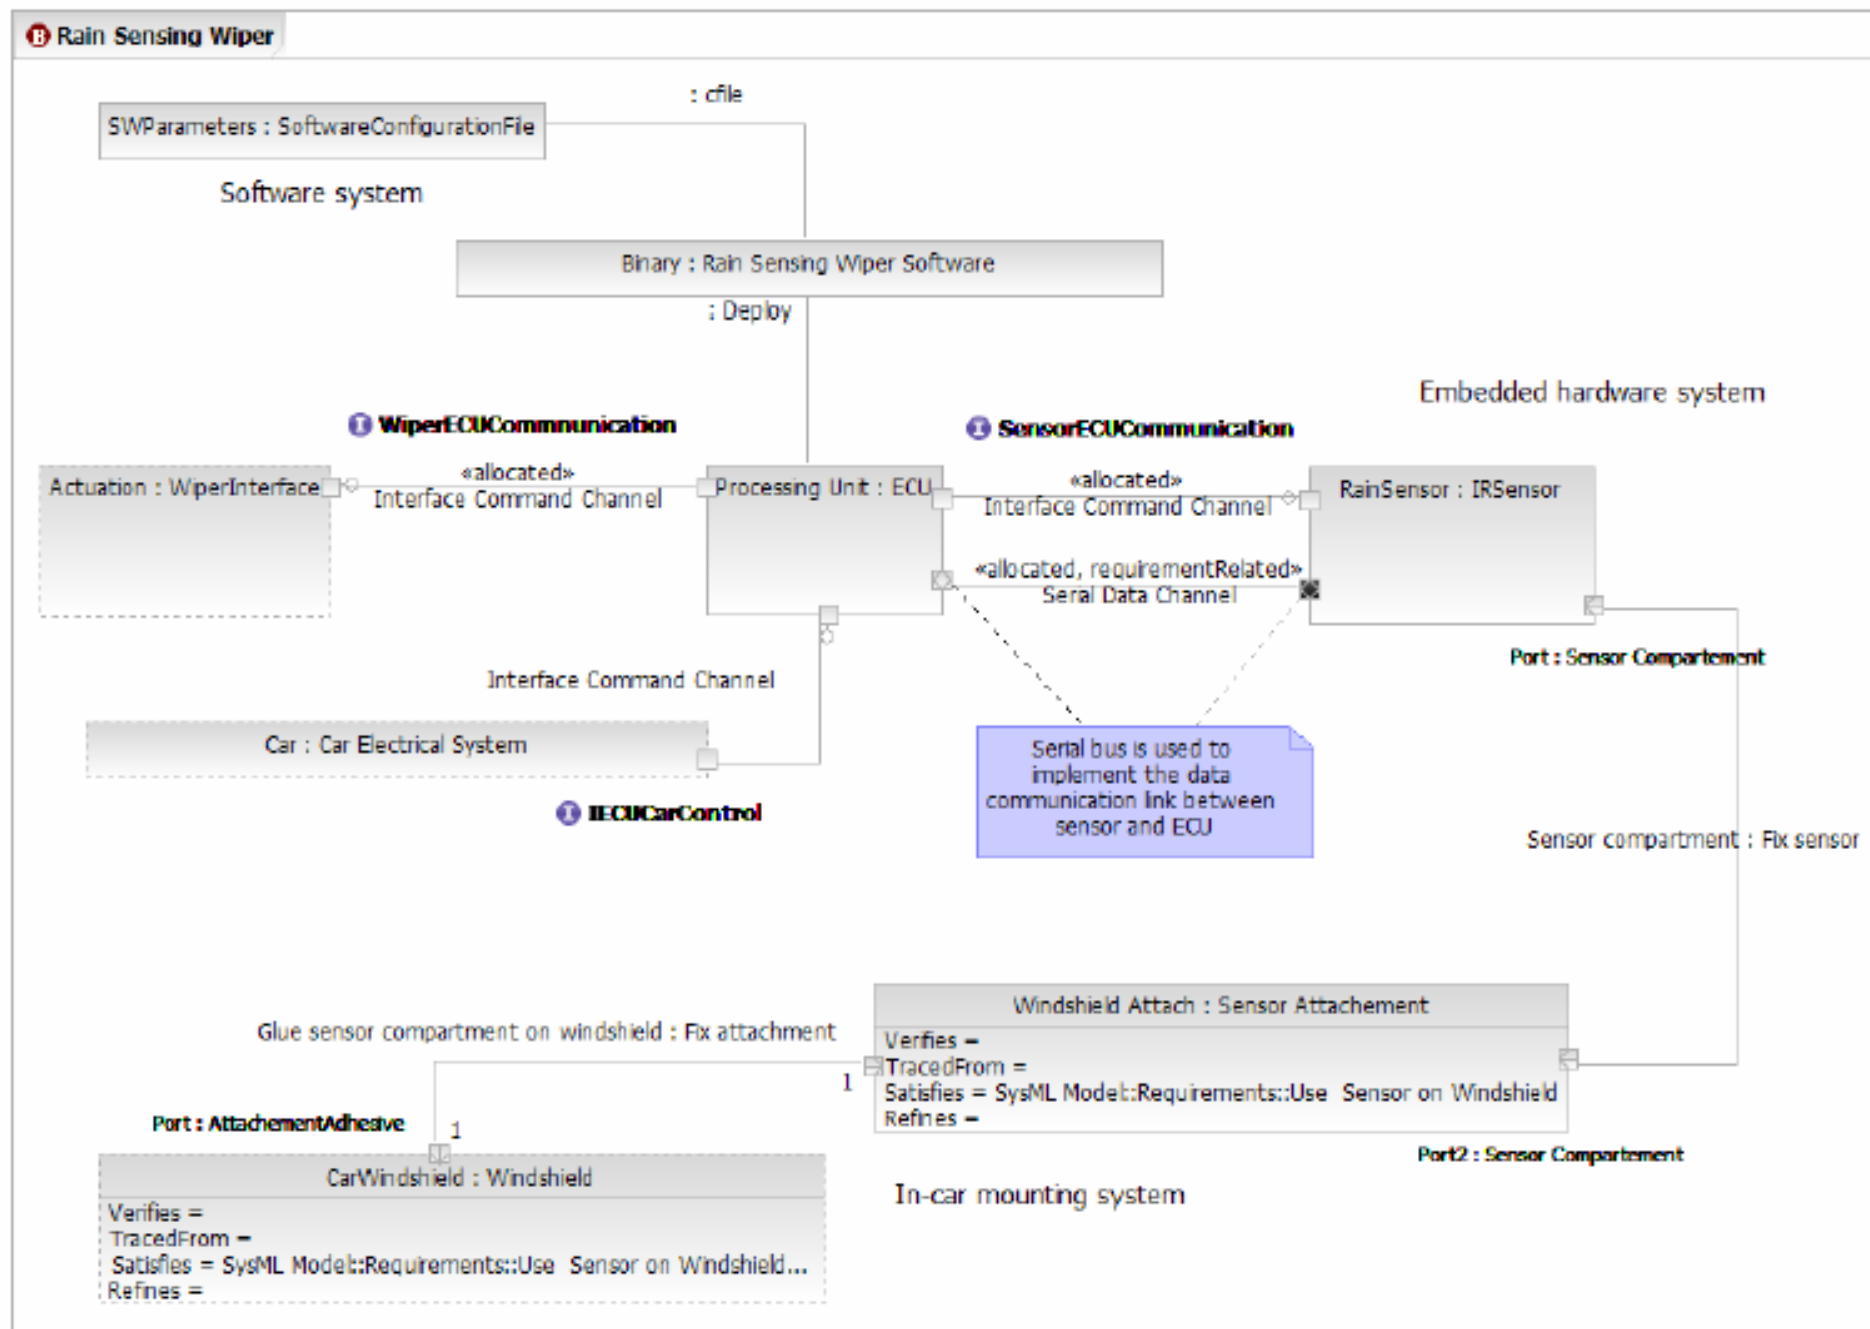 Rain Sensing Wiper
: cfile
SWParameters : SoftwareConfigurationFile
Software system
Binary : Rain Sensing Wiper Software
: Deploy
Embedded hardware system
WiperECUCommnunication
SensorECUCommunication
Actuation : WiperInterface
«allocated»
Interface Command Channel
Processing Unit : ECU
«allocated»
Interface Command Channel
RainSensor : IRSensor
«allocated, requirementRelated»
Serial Data Channel
Port : Sensor Compartement
Interface Command Channel
Car : Car Electrical System
IECUCarControl
Serial bus is used to
implement the data
communication link between
sensor and ECU
Sensor compartment : Fix sensor
Windshield Attach : Sensor Attachement
Verifies =
TracedFrom =
Satisfies = SysML Model::Requirements::Use Sensor on Windshield
Refines =
Glue sensor compartment on windshield : Fix attachment
1
Port : AttachementAdhesive
1
Port2 : Sensor Compartement
In-car mounting system
CarWindshield : Windshield
Verifies =
TracedFrom =
Satisfies = SysML Model::Requirements::Use Sensor on Windshield...
Refines =